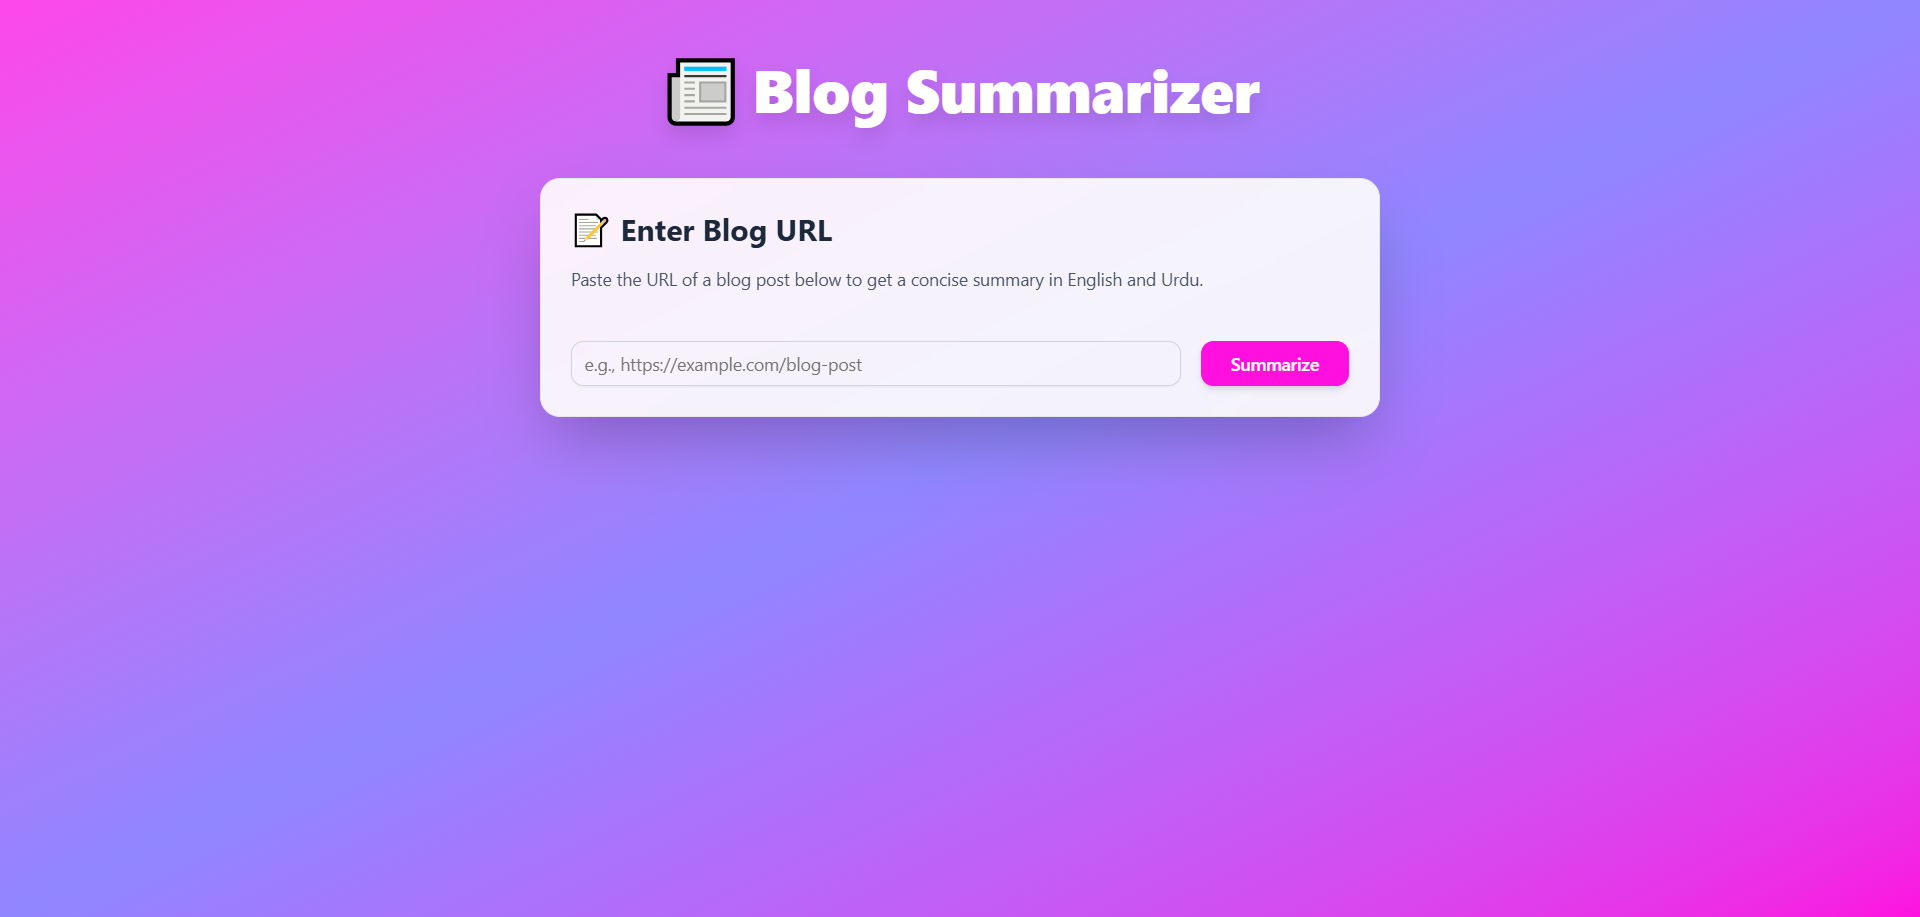 Blog Summarizer
Enter Blog URL
Paste the URL of a blog post below to get a concise summary in English and Urdu.
e.g., https://example.com/blog-post
Summarize